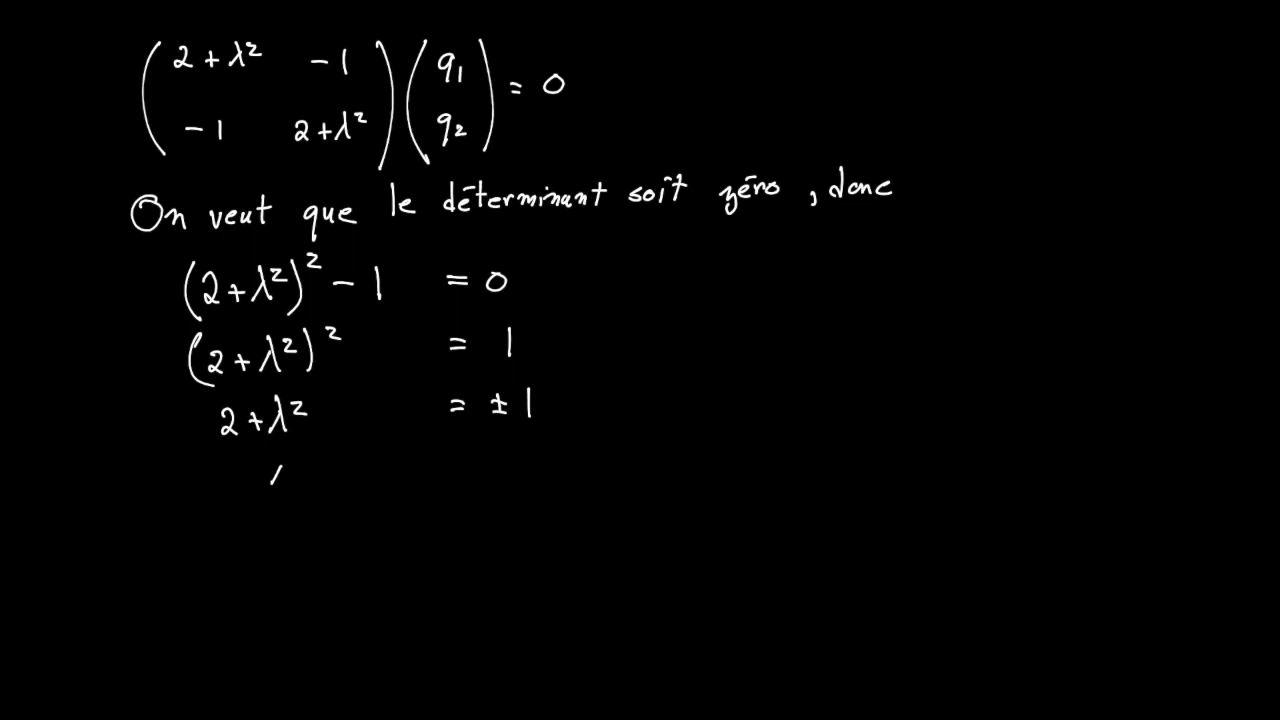 (2+λ² -1) (q₁)
(-1 2+λ²) (q₂) = 0
On veut que le déterminant soit zéro, donc
(2+λ²)² - 1 = 0
(2+λ²)² = 1
2+λ² = ± 1